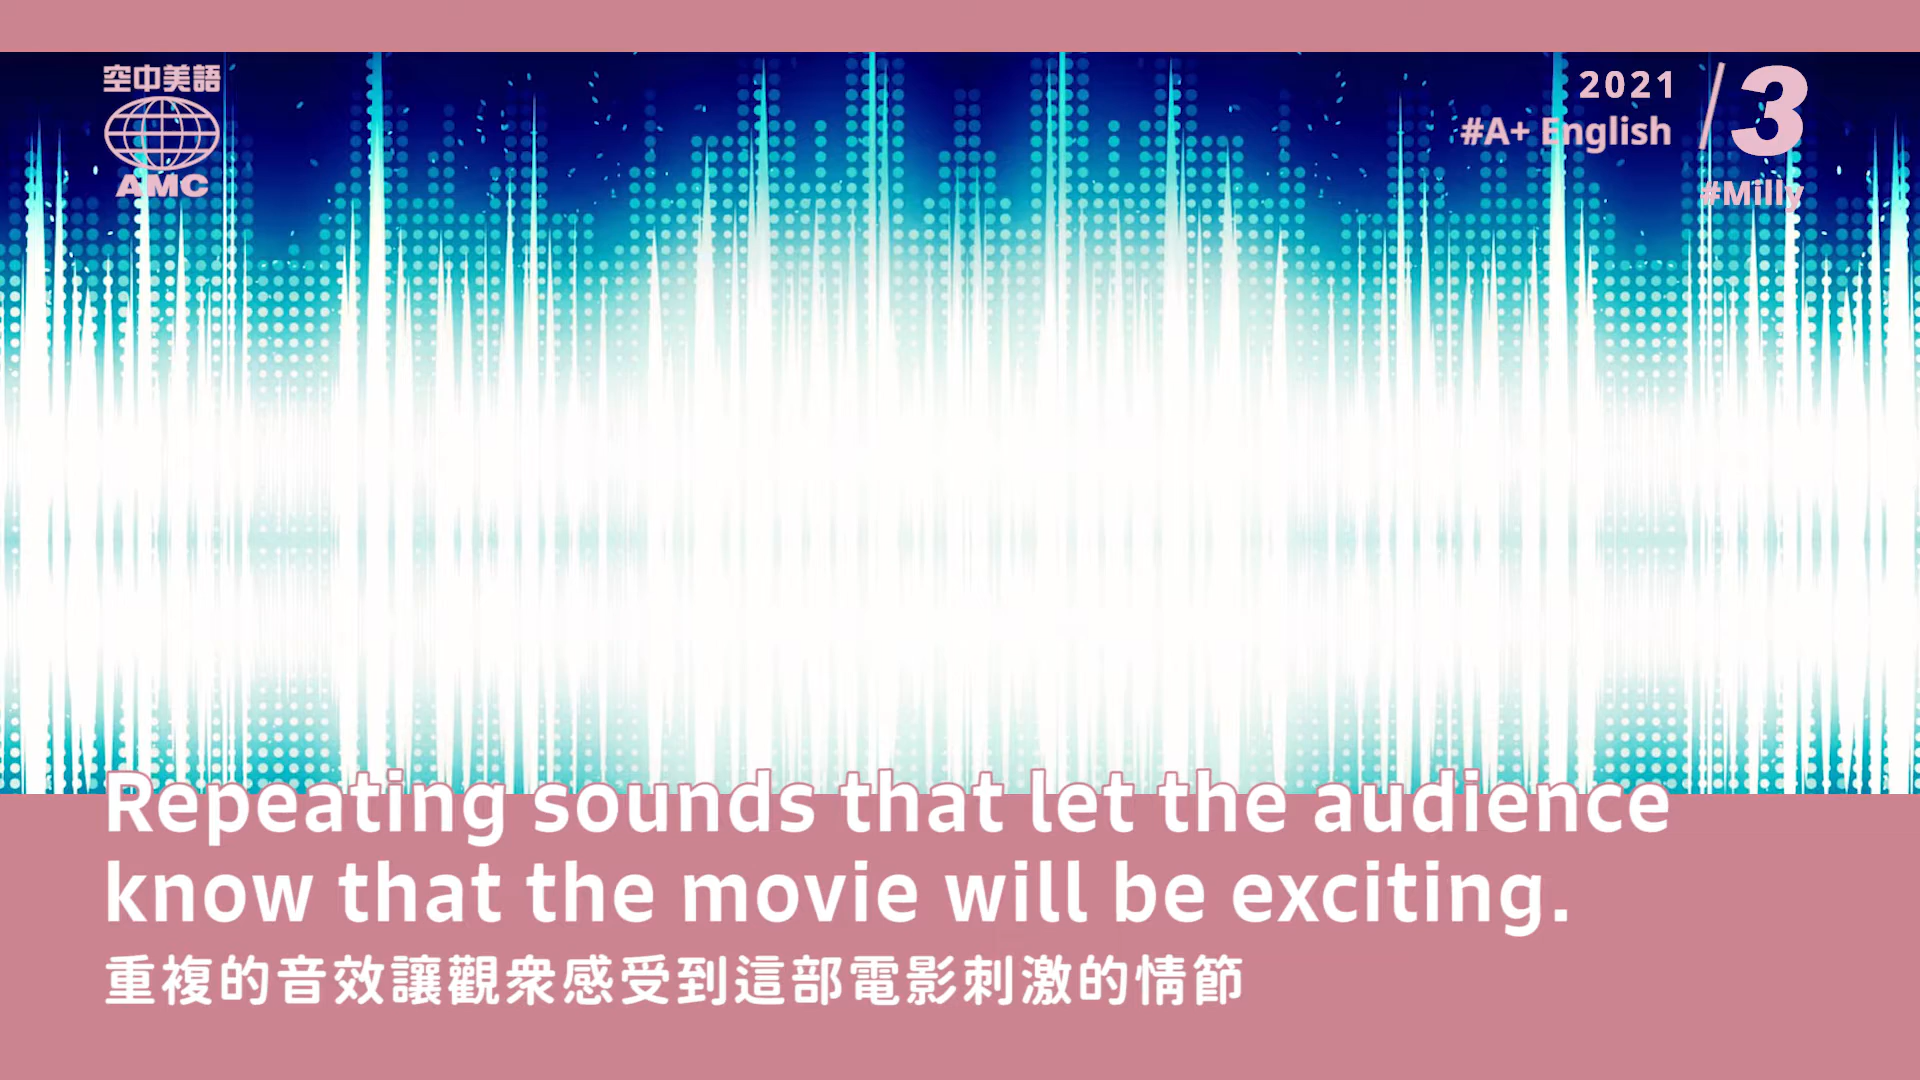 空中美語
AMC
2021
#A+ English
/3
#Milly
Repeating sounds that let the audience
know that the movie will be exciting.
重複的音效讓觀眾感受到這部電影刺激的情節